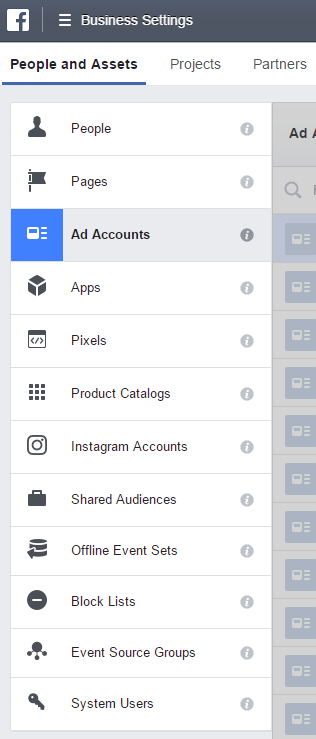 Business Settings
People and Assets Projects Partners
People
Pages
Ad Accounts
Apps
Pixels
Product Catalogs
Instagram Accounts
Shared Audiences
Offline Event Sets
Block Lists
Event Source Groups
System Users
Ad